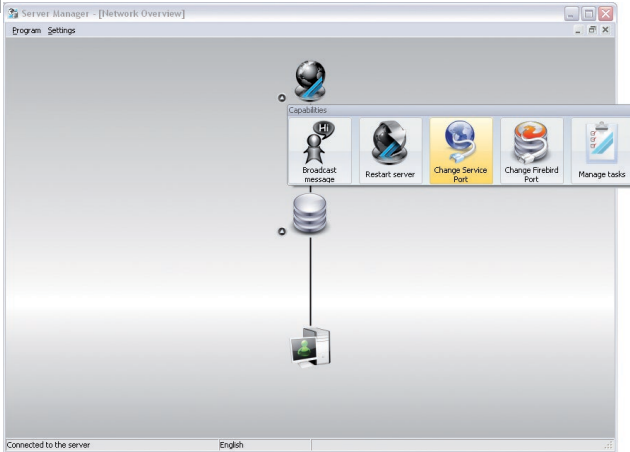 Server Manager - [Network Overview]
Program Settings
Capabilities
Hi
Broadcast
message
Restart server
Change Service
Port
Change Firebird
Port
Manage tasks
Connected to the server
English